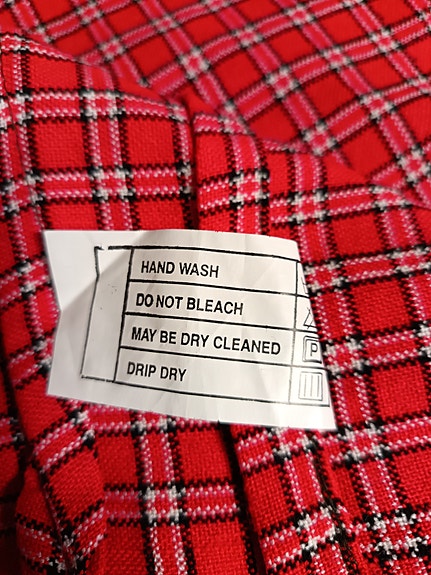 HAND WASH
DO NOT BLEACH
MAY BE DRY CLEANED P
DRIP DRY